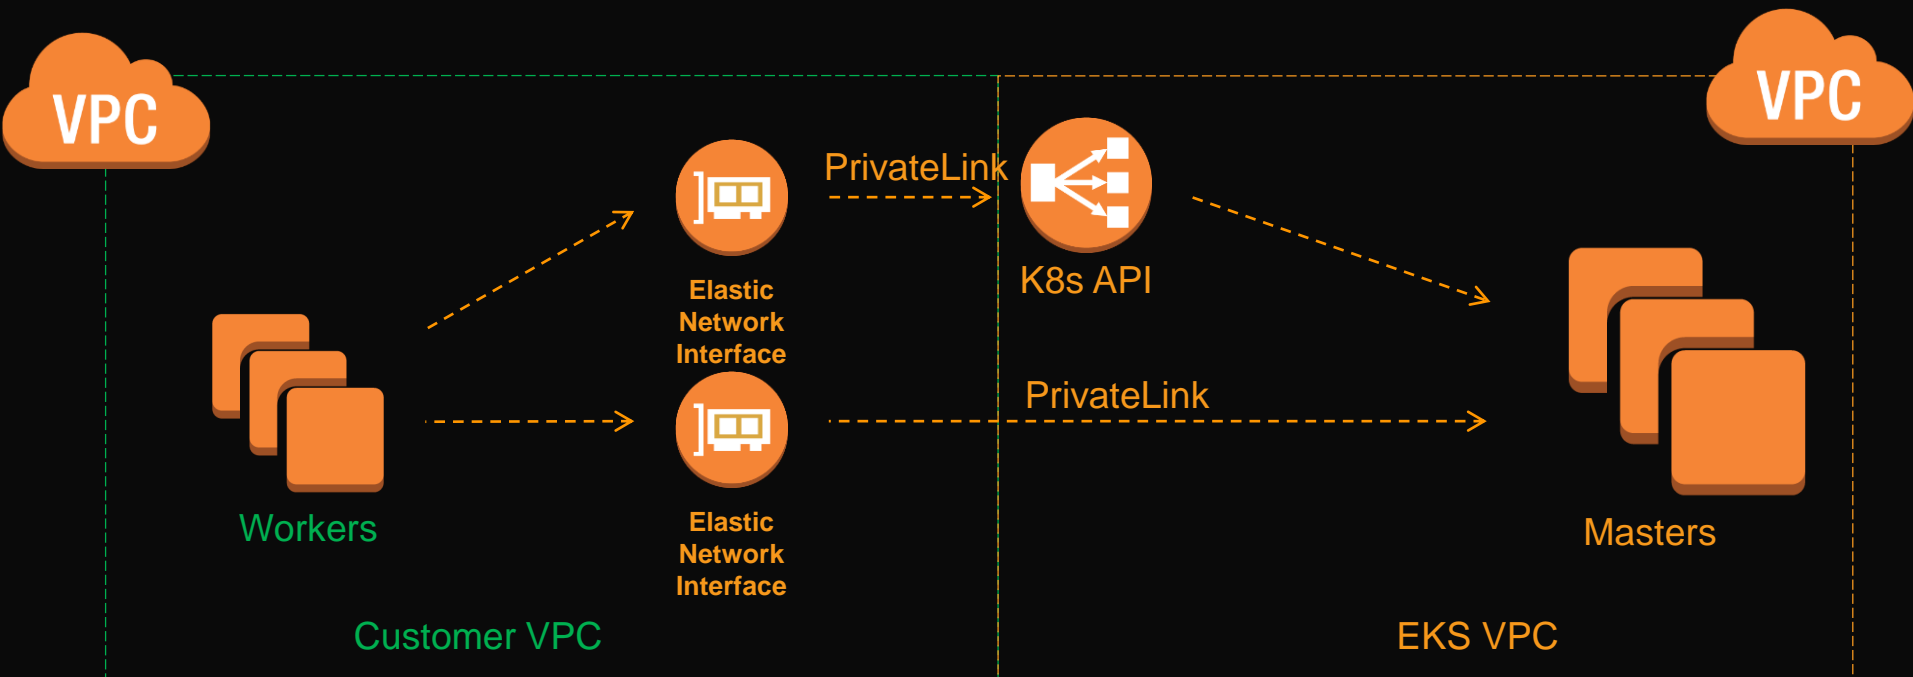 VPC
VPC
PrivateLink
K8s API
Elastic
Network
Interface
PrivateLink
Workers
Elastic
Network
Interface
Masters
Customer VPC
EKS VPC